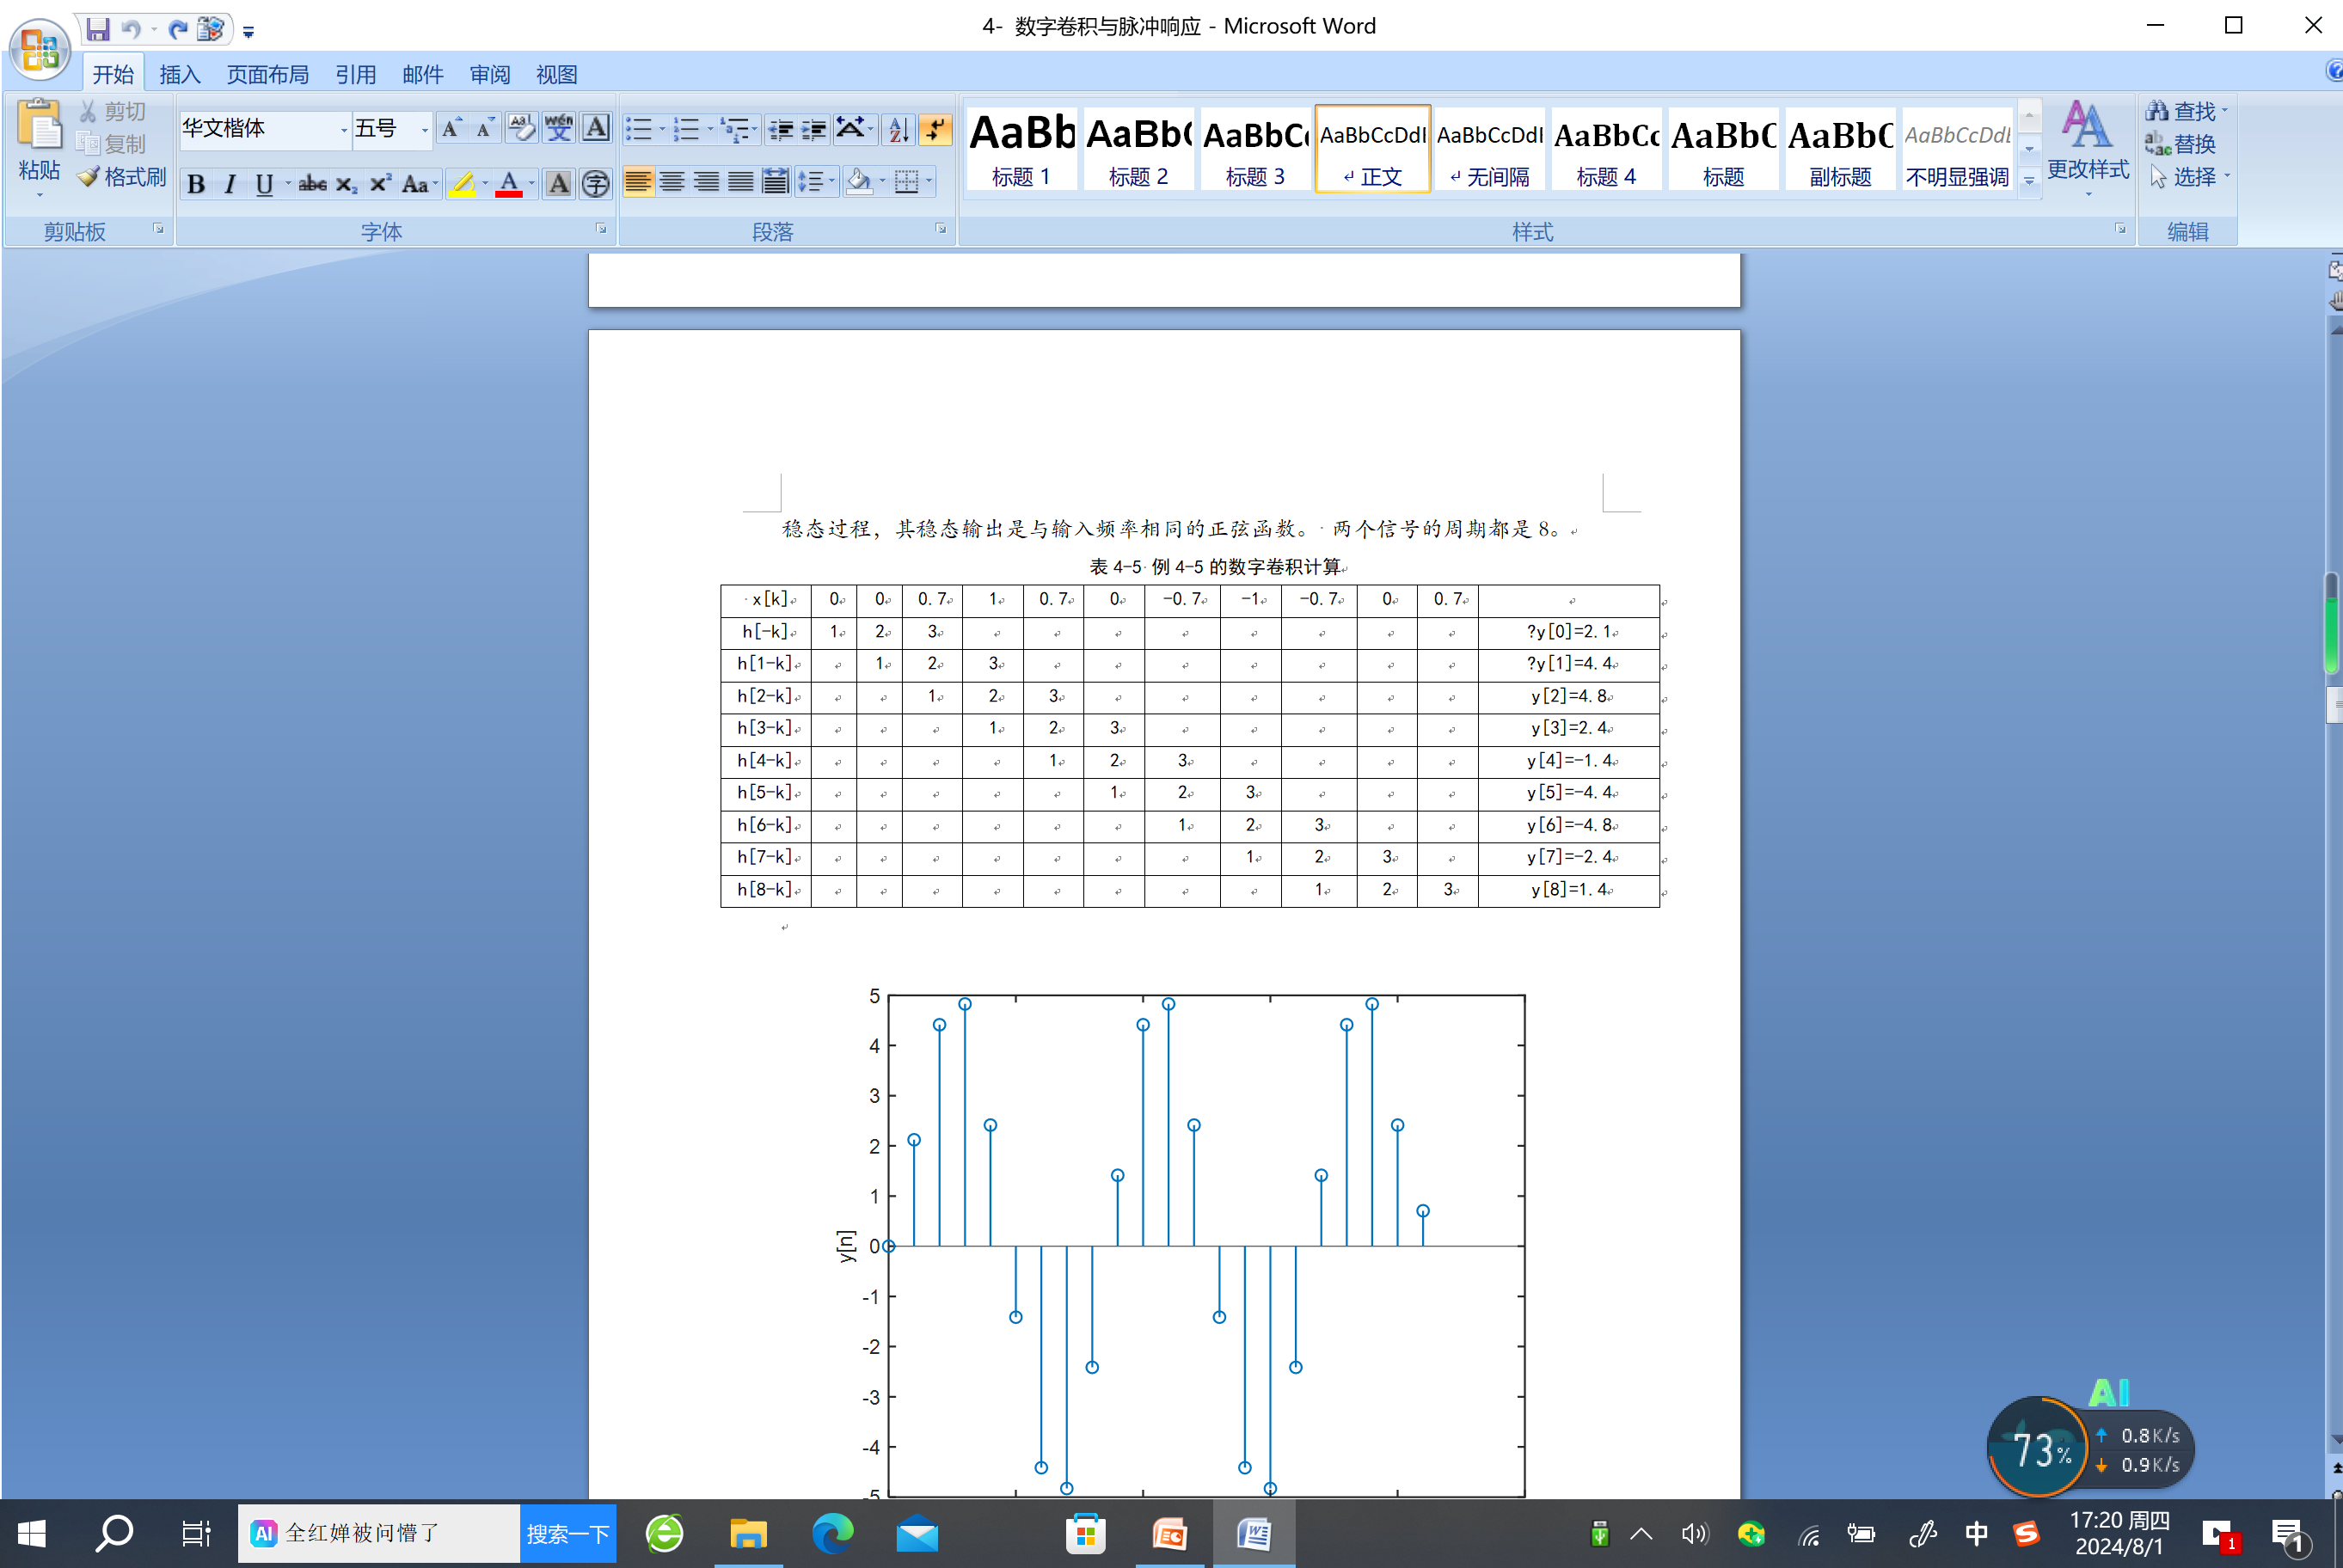 4- 数字卷积与脉冲响应 - Microsoft Word
开始 插入 页面布局 引用 邮件 审阅 视图
粘贴 剪切 复制 格式刷
华文楷体 五号
B I U abc x₂ x² Aa A A 字
AaBb AaBb AaBbC AaBbCcDd AaBbCcDd AaBbCc AaBbC AaBbC AaBbCcDd
标题 1 标题 2 标题 3 正文 无间隔 标题 4 标题 副标题 不明显强调
更改样式
查找 替换 选择
剪贴板 字体 段落 样式 编辑
稳态过程，其稳态输出是与输入频率相同的正弦函数。 两个信号的周期都是 8。
表 4-5 例 4-5 的数字卷积计算
x[k] 0 0 0.7 1 0.7 0 -0.7 -1 -0.7 0 0.7
h[-k] 1 2 3 ?y[0]=2.1
h[1-k] 1 2 3 ?y[1]=4.4
h[2-k] 1 2 3 y[2]=4.8
h[3-k] 1 2 3 y[3]=2.4
h[4-k] 1 2 3 y[4]=-1.4
h[5-k] 1 2 3 y[5]=-4.4
h[6-k] 1 2 3 y[6]=-4.8
h[7-k] 1 2 3 y[7]=-2.4
h[8-k] 1 2 3 y[8]=1.4
5
4
3
2
1
y[n]
0
-1
-2
-3
-4
-5
AI
73%
0.8K/s
0.9K/s
AI 全红婵被问懵了 搜索一下
中
17:20 周四
2024/8/1
1
1